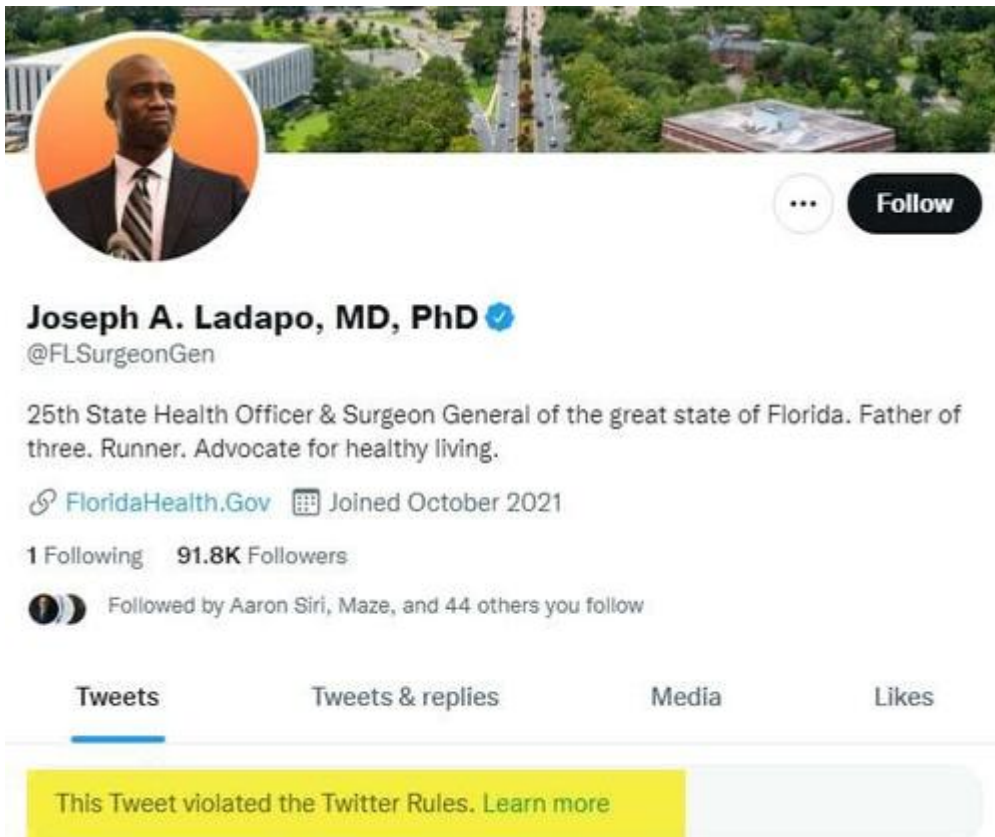 Follow
Joseph A. Ladapo, MD, PhD
@FLSurgeonGen
25th State Health Officer & Surgeon General of the great state of Florida. Father of
three. Runner. Advocate for healthy living.
FloridaHealth.Gov Joined October 2021
1 Following 91.8K Followers
Followed by Aaron Siri, Maze, and 44 others you follow
Tweets Tweets & replies Media Likes
This Tweet violated the Twitter Rules. Learn more